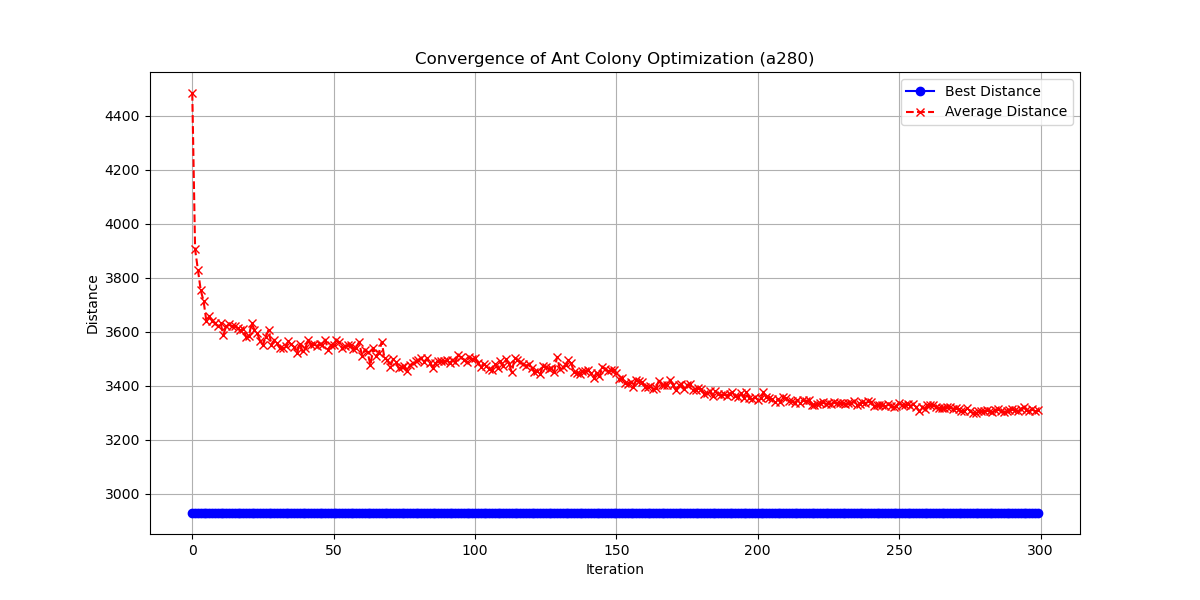 Convergence of Ant Colony Optimization (a280)
Best Distance
Average Distance
4400
4200
4000
3800
3600
3400
3200
3000
Distance
0 50 100 150 200 250 300
Iteration